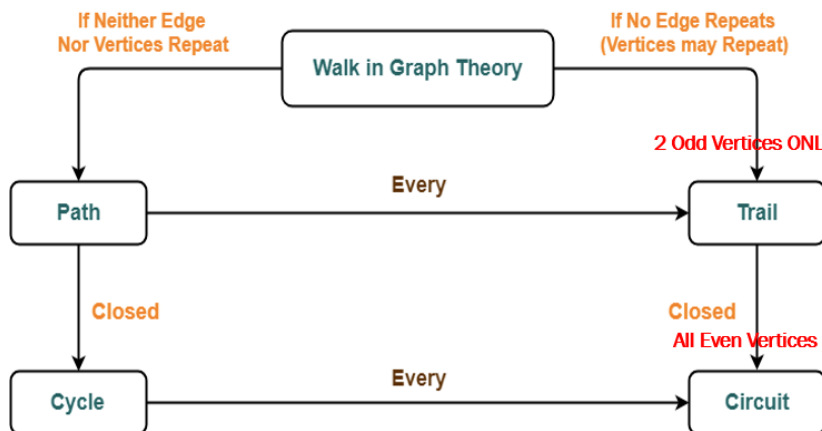 If Neither Edge
Nor Vertices Repeat
If No Edge Repeats
(Vertices may Repeat)
Walk in Graph Theory
2 Odd Vertices ONL
Path
Every
Trail
Closed
Closed
All Even Vertices
Cycle
Every
Circuit